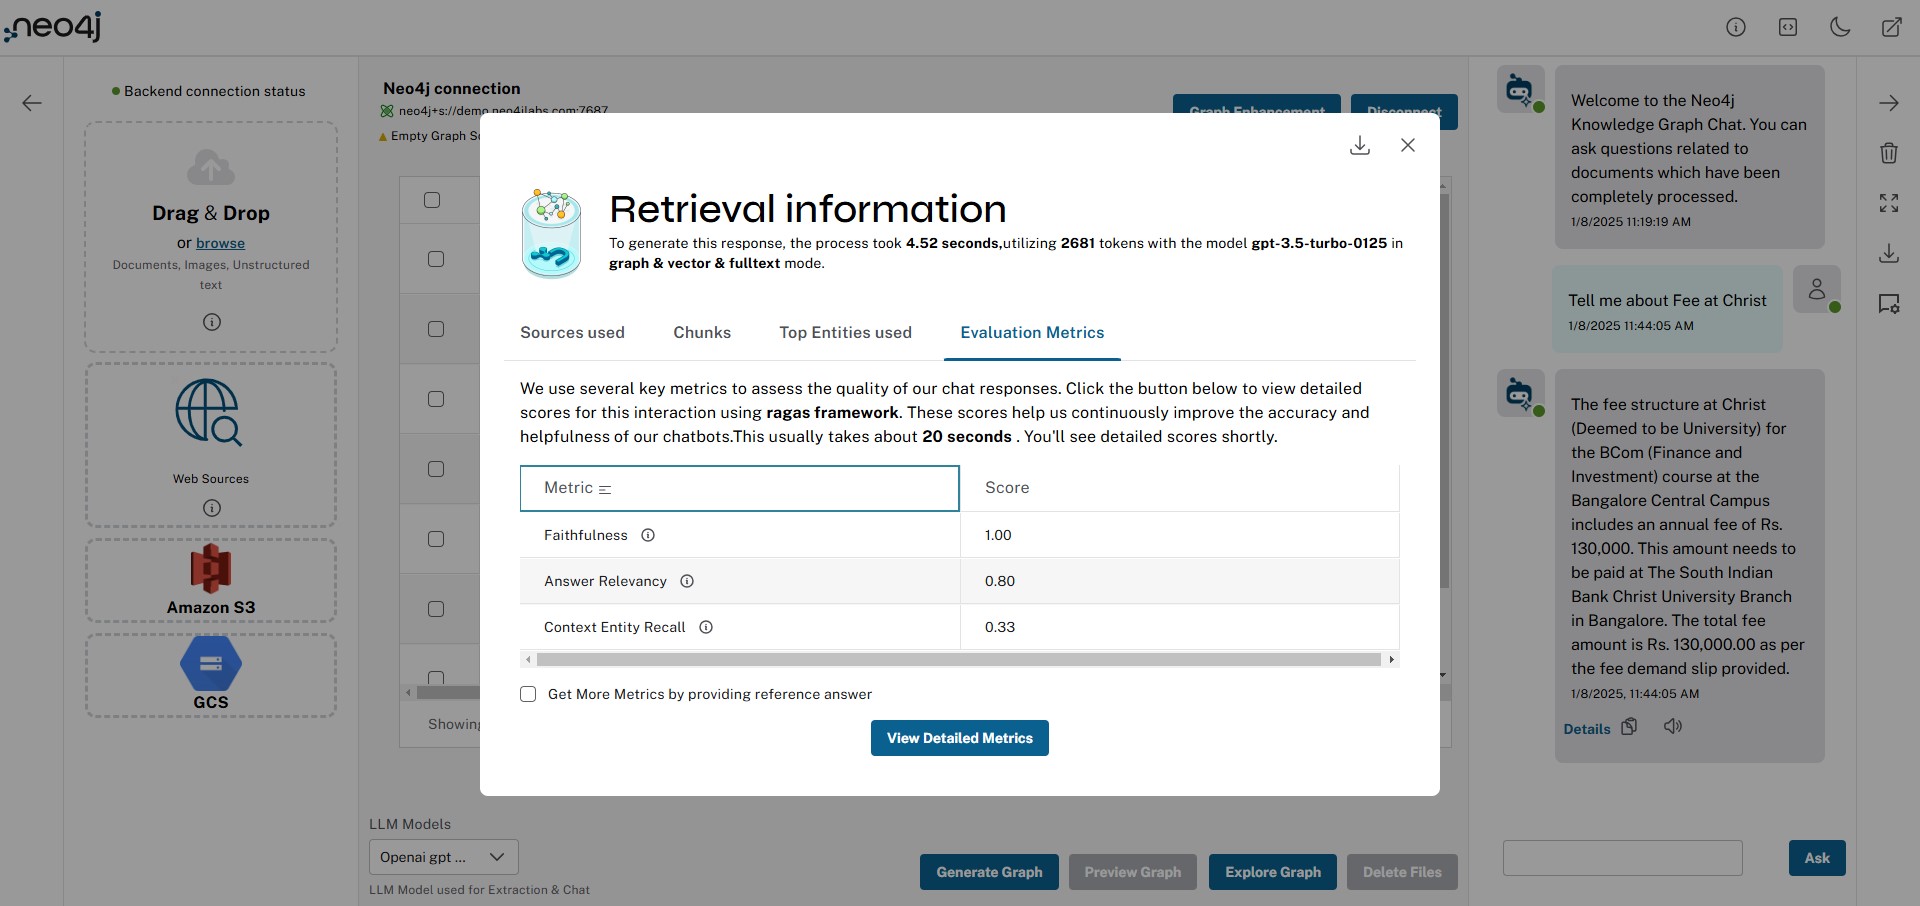 neo4j
Backend connection status
Drag & Drop
or browse
Documents, Images, Unstructured
text
Web Sources
Amazon S3
GCS
Neo4j connection
neo4j+s://demo.neo4jlabs.com:7687
Empty Graph
Graph Enhancement
Disconnect
Retrieval information
To generate this response, the process took 4.52 seconds,utilizing 2681 tokens with the model gpt-3.5-turbo-0125 in
graph & vector & fulltext mode.
Sources used
Chunks
Top Entities used
Evaluation Metrics
We use several key metrics to assess the quality of our chat responses. Click the button below to view detailed
scores for this interaction using ragas framework. These scores help us continuously improve the accuracy and
helpfulness of our chatbots.This usually takes about 20 seconds . You'll see detailed scores shortly.
Metric
Score
Faithfulness
1.00
Answer Relevancy
0.80
Context Entity Recall
0.33
Get More Metrics by providing reference answer
View Detailed Metrics
Showing
LLM Models
Openai gpt ...
LLM Model used for Extraction & Chat
Generate Graph
Preview Graph
Explore Graph
Delete Files
Welcome to the Neo4j
Knowledge Graph Chat. You can
ask questions related to
documents which have been
completely processed.
1/8/2025 11:19:19 AM
Tell me about Fee at Christ
1/8/2025 11:44:05 AM
The fee structure at Christ
(Deemed to be University) for
the BCom (Finance and
Investment) course at the
Bangalore Central Campus
includes an annual fee of Rs.
130,000. This amount needs to
be paid at The South Indian
Bank Christ University Branch
in Bangalore. The total fee
amount is Rs. 130,000.00 as per
the fee demand slip provided.
1/8/2025, 11:44:05 AM
Details
Ask